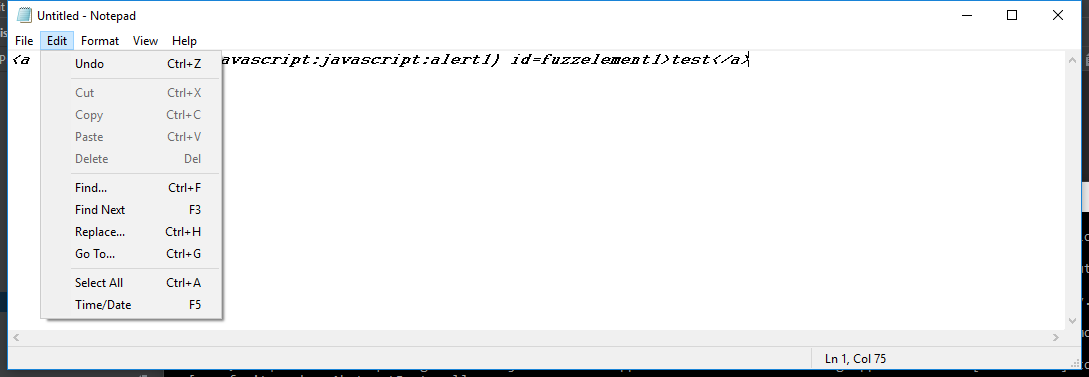 Untitled - Notepad
File Edit Format View Help
<a avascript:javascript:alert1) id=fuzzelement1>test</a>
Undo Ctrl+Z
Cut Ctrl+X
Copy Ctrl+C
Paste Ctrl+V
Delete Del
Find... Ctrl+F
Find Next F3
Replace... Ctrl+H
Go To... Ctrl+G
Select All Ctrl+A
Time/Date F5
Ln 1, Col 75